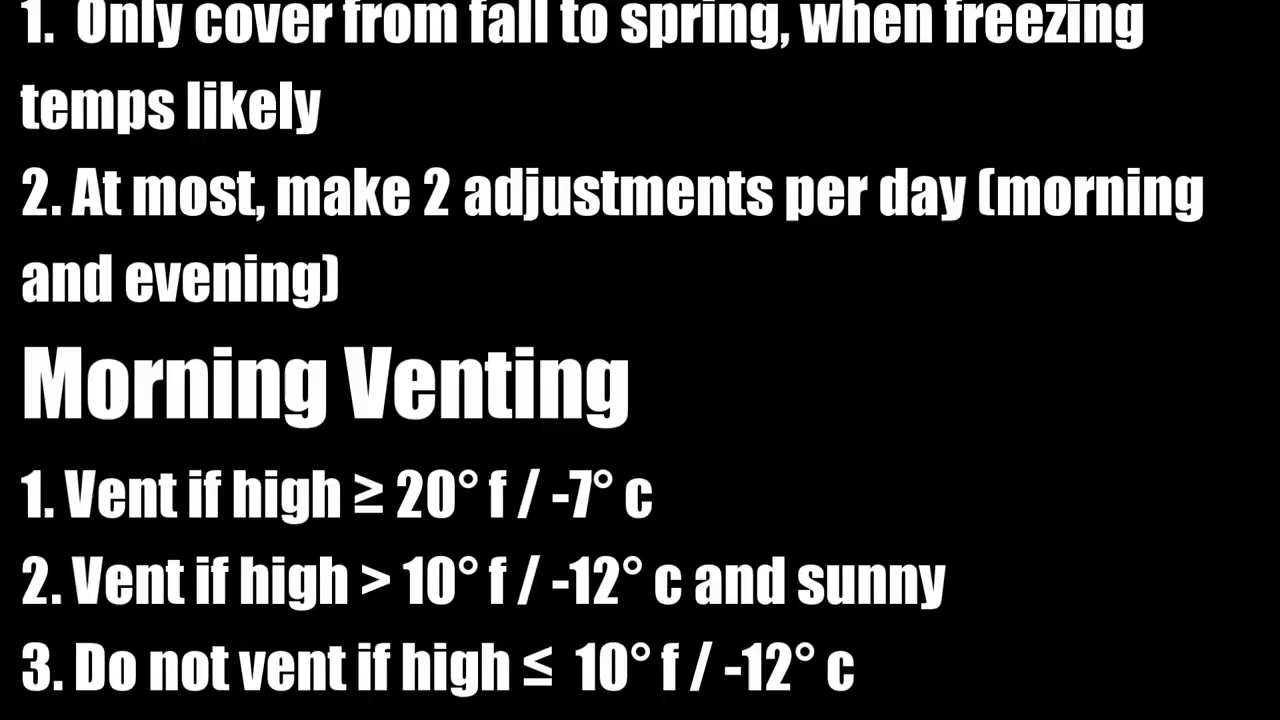 1. Only cover from fall to spring, when freezing
temps likely
2. At most, make 2 adjustments per day (morning
and evening)
Morning Venting
1. Vent if high ≥ 20° f / -7° c
2. Vent if high > 10° f / -12° c and sunny
3. Do not vent if high ≤ 10° f / -12° c